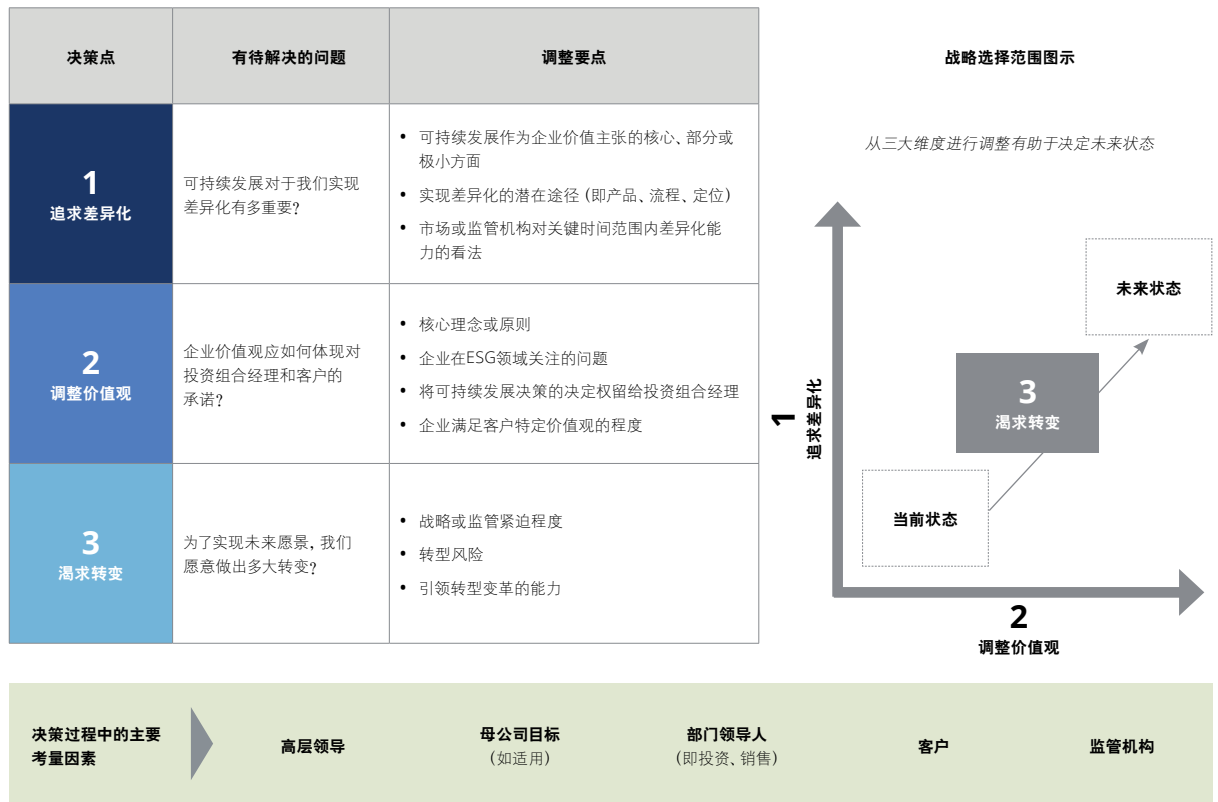 决策点
有待解决的问题
调整要点
1
追求差异化
可持续发展对于我们实现
差异化有多重要?
• 可持续发展作为企业价值主张的核心、部分或
极小方面
• 实现差异化的潜在途径（即产品、流程、定位）
• 市场或监管机构对关键时间范围内差异化能
力的看法
2
调整价值观
企业价值观应如何体现对
投资组合经理和客户的
承诺?
• 核心理念或原则
• 企业在ESG领域关注的问题
• 将可持续发展决策的决定权留给投资组合经理
• 企业满足客户特定价值观的程度
3
渴求转变
为了实现未来愿景，我们
愿意做出多大转变?
• 战略或监管紧迫程度
• 转型风险
• 引领转型变革的能力
战略选择范围图示
从三大维度进行调整有助于决定未来状态
未来状态
3
渴求转变
当前状态
1
追求差异化
2
调整价值观
决策过程中的主要
考量因素
高层领导
母公司目标
（如适用）
部门领导人
（即投资、销售）
客户
监管机构